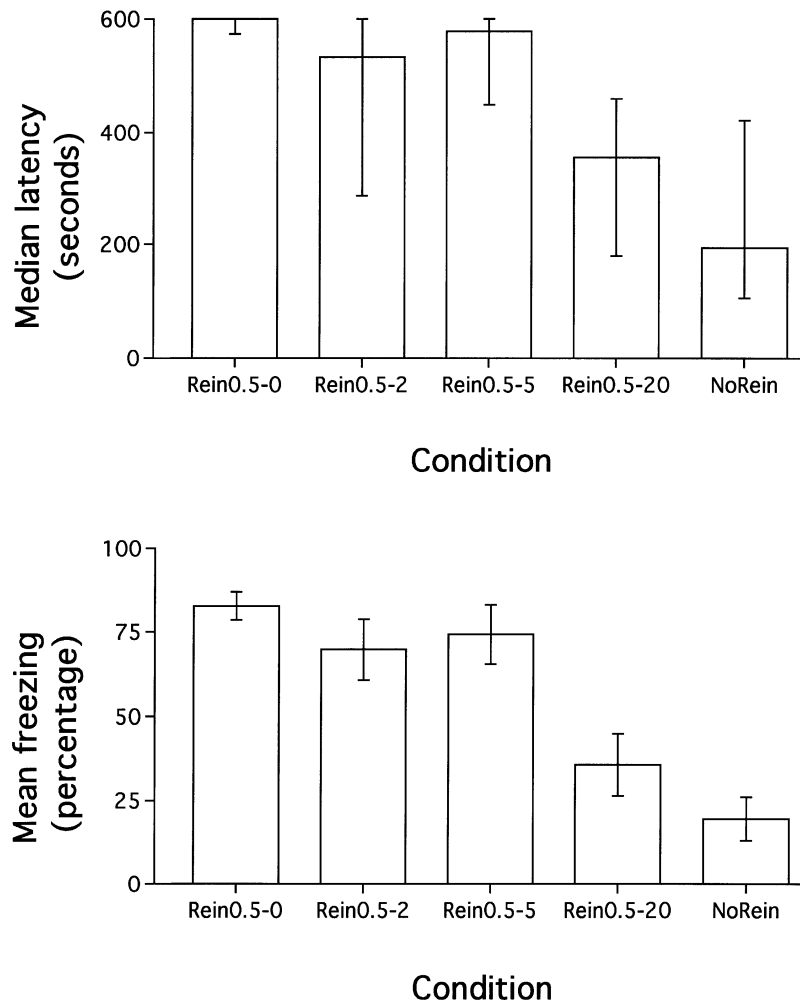 Median latency
(seconds)
600
400
200
0
Rein0.5-0 Rein0.5-2 Rein0.5-5 Rein0.5-20 NoRein
Condition
Mean freezing
(percentage)
100
75
50
25
0
Rein0.5-0 Rein0.5-2 Rein0.5-5 Rein0.5-20 NoRein
Condition